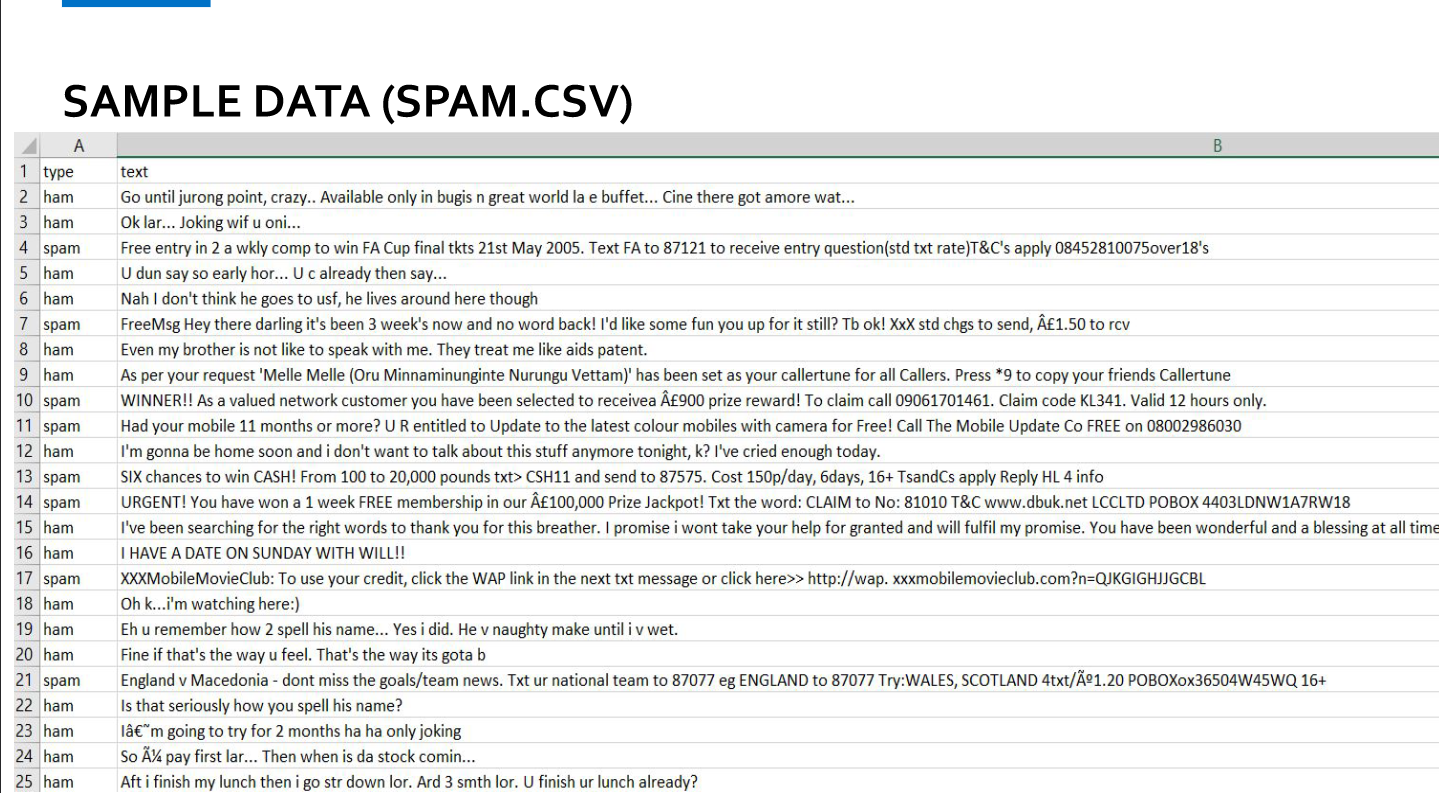 SAMPLE DATA (SPAM.CSV)
A B
1 type text
2 ham Go until jurong point, crazy.. Available only in bugis n great world la e buffet... Cine there got amore wat...
3 ham Ok lar... Joking wif u oni...
4 spam Free entry in 2 a wkly comp to win FA Cup final tkts 21st May 2005. Text FA to 87121 to receive entry question(std txt rate)T&C's apply 08452810075over18's
5 ham U dun say so early hor... U c already then say...
6 ham Nah I don't think he goes to usf, he lives around here though
7 spam FreeMsg Hey there darling it's been 3 week's now and no word back! I'd like some fun you up for it still? Tb ok! XxX std chgs to send, Â£1.50 to rcv
8 ham Even my brother is not like to speak with me. They treat me like aids patent.
9 ham As per your request 'Melle Melle (Oru Minnaminunginte Nurungu Vettam)' has been set as your callertune for all Callers. Press *9 to copy your friends Callertune
10 spam WINNER!! As a valued network customer you have been selected to receivea Â£900 prize reward! To claim call 09061701461. Claim code KL341. Valid 12 hours only.
11 spam Had your mobile 11 months or more? U R entitled to Update to the latest colour mobiles with camera for Free! Call The Mobile Update Co FREE on 08002986030
12 ham I'm gonna be home soon and i don't want to talk about this stuff anymore tonight, k? I've cried enough today.
13 spam SIX chances to win CASH! From 100 to 20,000 pounds txt> CSH11 and send to 87575. Cost 150p/day, 6days, 16+ TsandCs apply Reply HL 4 info
14 spam URGENT! You have won a 1 week FREE membership in our Â£100,000 Prize Jackpot! Txt the word: CLAIM to No: 81010 T&C www.dbuk.net LCCLTD POBOX 4403LDNW1A7RW18
15 ham I've been searching for the right words to thank you for this breather. I promise i wont take your help for granted and will fulfil my promise. You have been wonderful and a blessing at all time
16 ham I HAVE A DATE ON SUNDAY WITH WILL!!
17 spam XXXMobileMovieClub: To use your credit, click the WAP link in the next txt message or click here>> http://wap. xxxmobilemovieclub.com?n=QJKGIGHJJGCBL
18 ham Oh k...i'm watching here:)
19 ham Eh u remember how 2 spell his name... Yes i did. He v naughty make until i v wet.
20 ham Fine if that's the way u feel. That's the way its gota b
21 spam England v Macedonia - dont miss the goals/team news. Txt ur national team to 87077 eg ENGLAND to 87077 Try:WALES, SCOTLAND 4txt/Ãº1.20 POBOXox36504W45WQ 16+
22 ham Is that seriously how you spell his name?
23 ham Iâ€˜m going to try for 2 months ha ha only joking
24 ham So Ã¼ pay first lar... Then when is da stock comin...
25 ham Aft i finish my lunch then i go str down lor. Ard 3 smth lor. U finish ur lunch already?